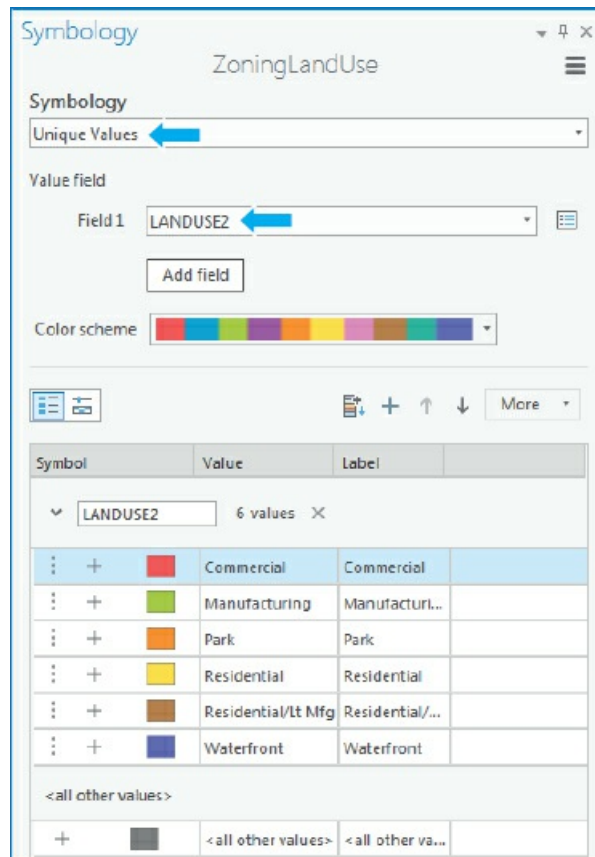 Symbology
ZoningLandUse
Symbology
Unique Values
Value field
Field 1 LANDUSE2
Add field
Color scheme
More
Symbol Value Label
LANDUSE2 6 values
Commercial Commercial
Manufacturing Manufacturi...
Park Park
Residential Residential
Residential/Lt Mfg Residential/...
Waterfront Waterfront
<all other values>
<all other values> <all other va...